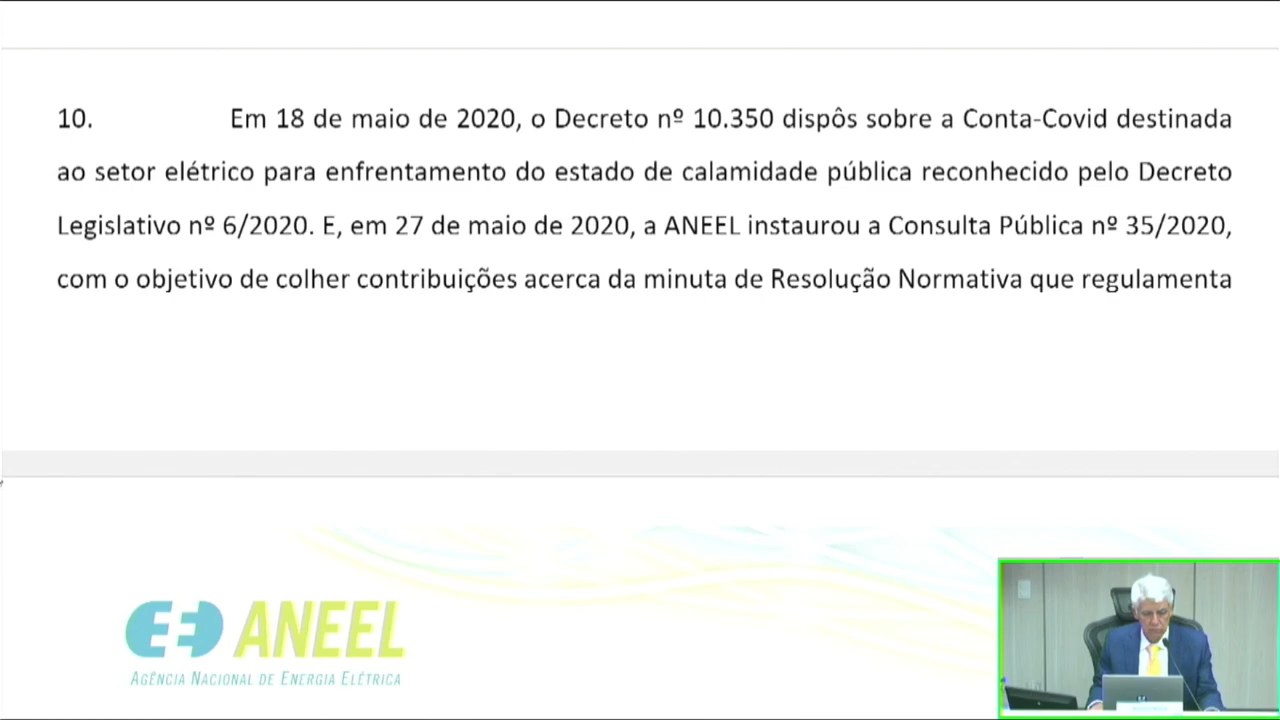 10. Em 18 de maio de 2020, o Decreto nº 10.350 dispôs sobre a Conta-Covid destinada
ao setor elétrico para enfrentamento do estado de calamidade pública reconhecido pelo Decreto
Legislativo nº 6/2020. E, em 27 de maio de 2020, a ANEEL instaurou a Consulta Pública nº 35/2020,
com o objetivo de colher contribuições acerca da minuta de Resolução Normativa que regulamenta
ANEEL
AGÊNCIA NACIONAL DE ENERGIA ELÉTRICA